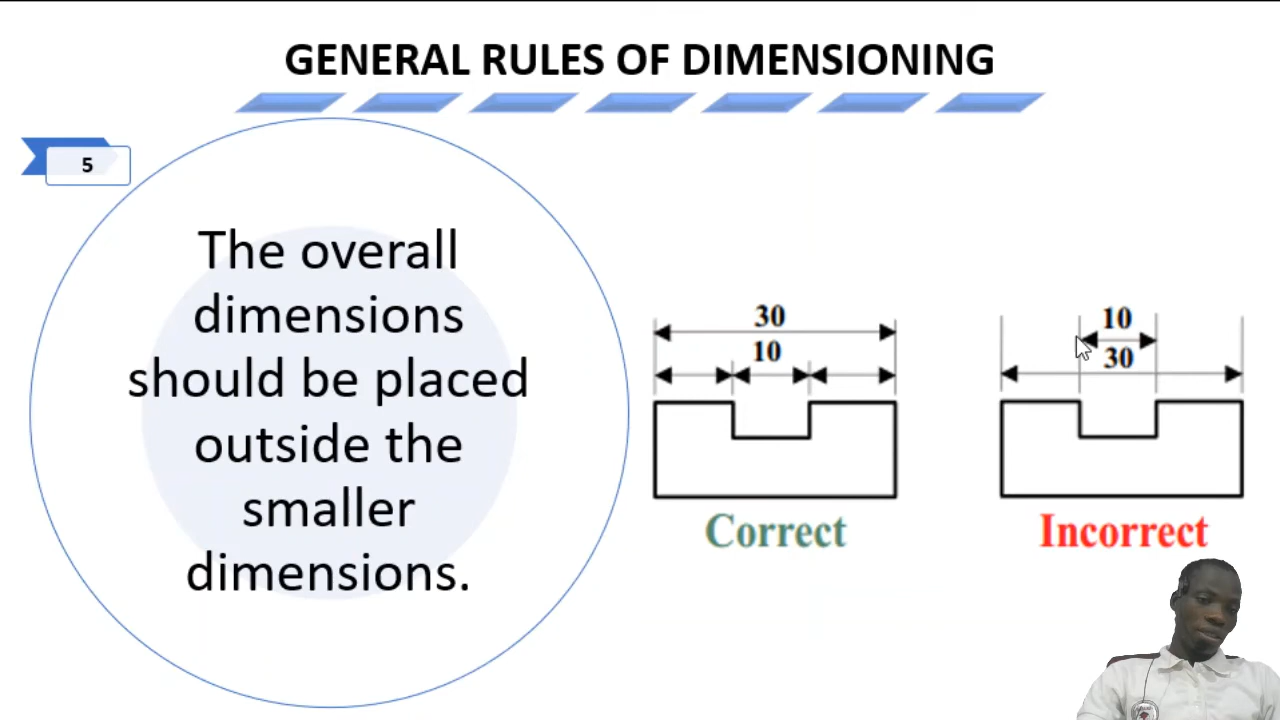 GENERAL RULES OF DIMENSIONING
5
The overall
dimensions
should be placed
outside the
smaller
dimensions.
30
10
Correct
10
30
Incorrect